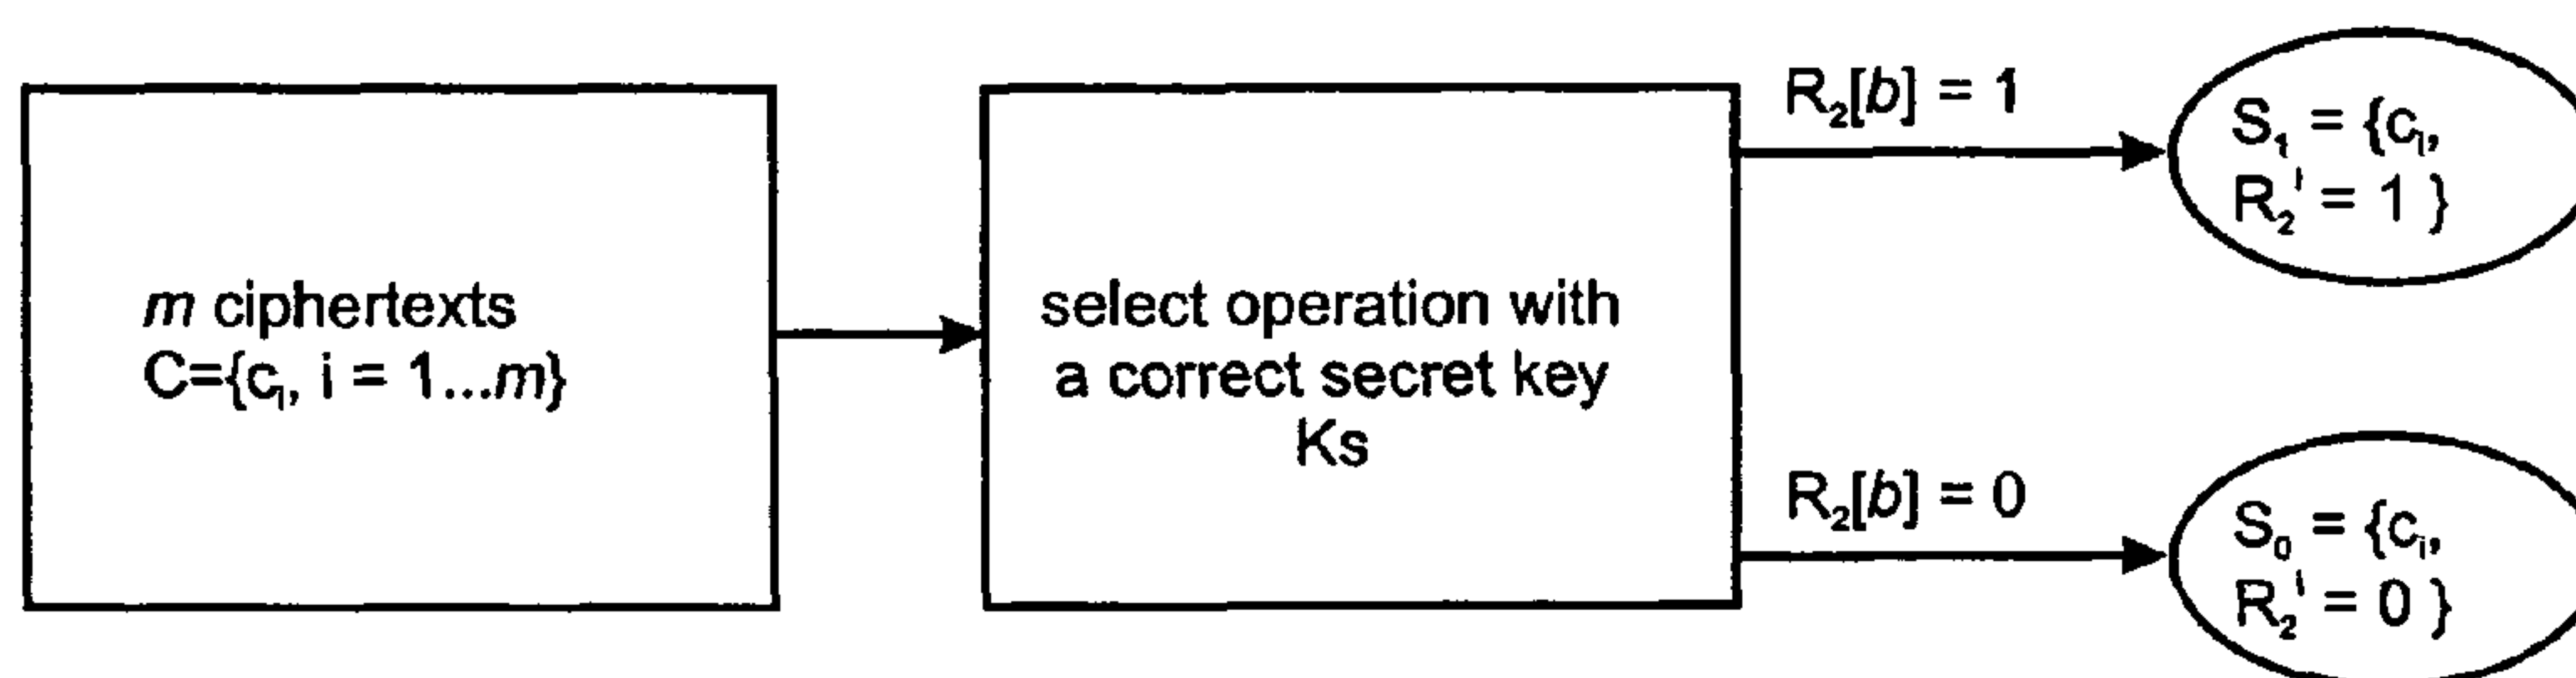 m ciphertexts
C={cᵢ, i = 1...m}
select operation with
a correct secret key
Ks
R₂[b] = 1
S₁ = {cᵢ,
R₂ⁱ = 1 }
R₂[b] = 0
S₀ = {cᵢ,
R₂ⁱ = 0 }